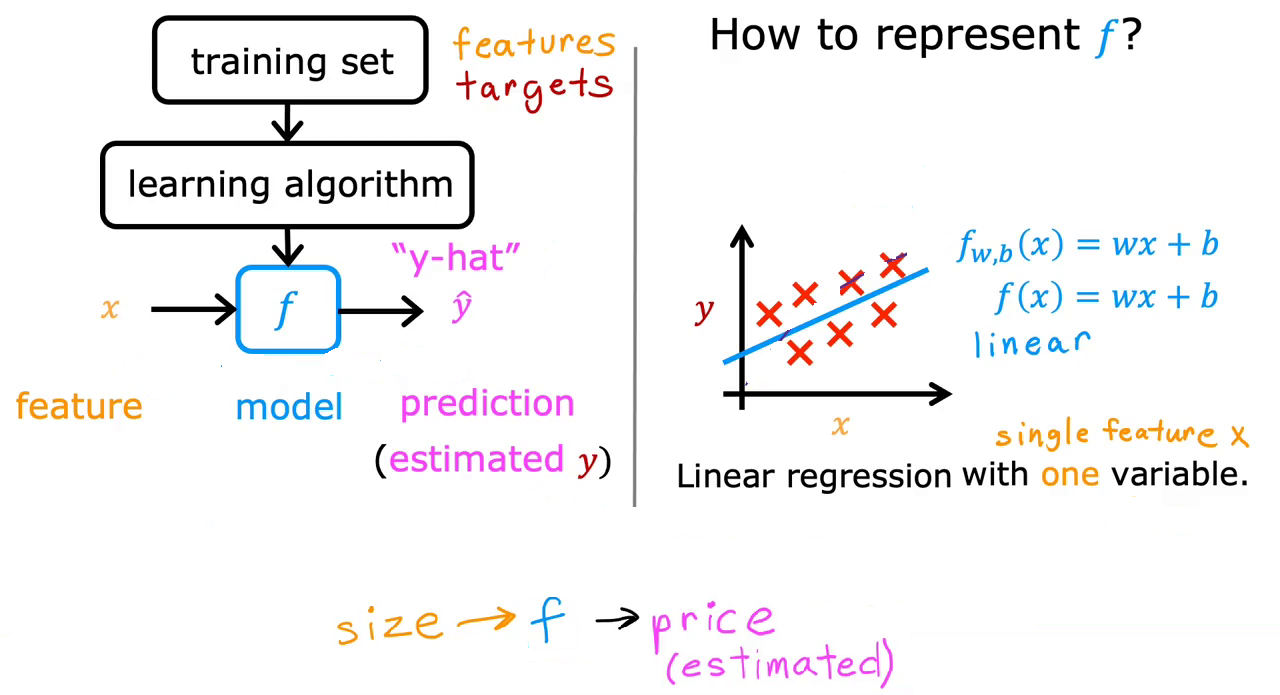 training set
features
targets
learning algorithm
"y-hat"
x
f
ŷ
feature
model
prediction
(estimated y)
How to represent f?
f_{w,b}(x) = wx + b
f(x) = wx + b
linear
y
x
single feature x
Linear regression with one variable.
size → f → price
(estimated)